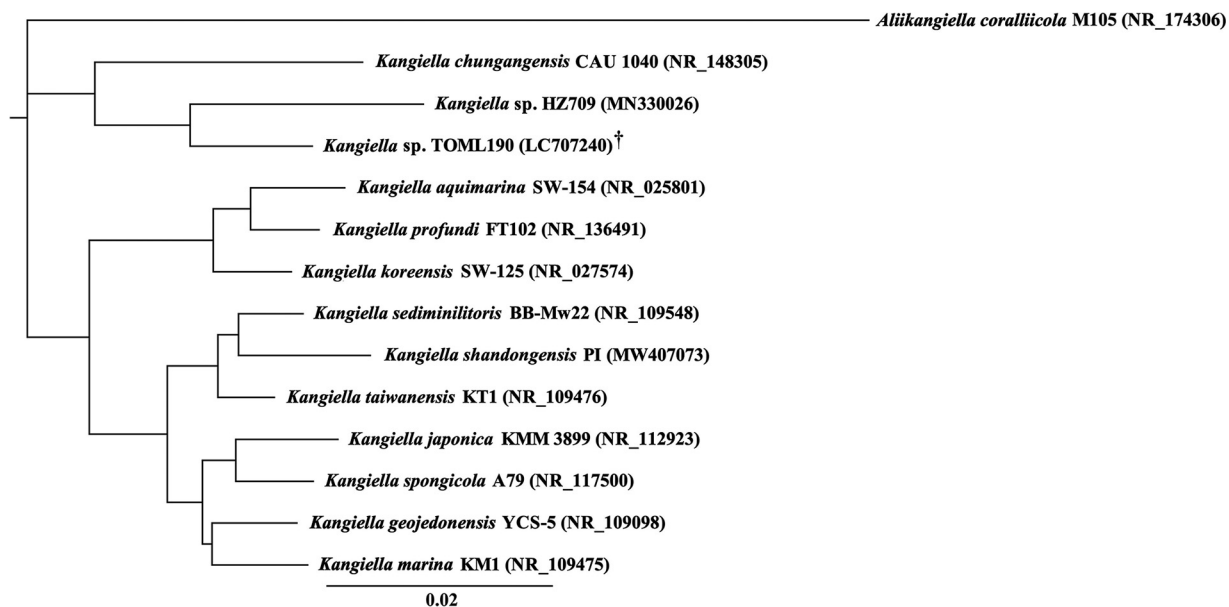 Aliikangiella coralliicola M105 (NR_174306)
Kangiella chungangensis CAU 1040 (NR_148305)
Kangiella sp. HZ709 (MN330026)
Kangiella sp. TOML190 (LC707240)†
Kangiella aquimarina SW-154 (NR_025801)
Kangiella profundi FT102 (NR_136491)
Kangiella koreensis SW-125 (NR_027574)
Kangiella sediminilitoris BB-Mw22 (NR_109548)
Kangiella shandongensis PI (MW407073)
Kangiella taiwanensis KT1 (NR_109476)
Kangiella japonica KMM 3899 (NR_112923)
Kangiella spongicola A79 (NR_117500)
Kangiella geojedonensis YCS-5 (NR_109098)
Kangiella marina KM1 (NR_109475)
0.02